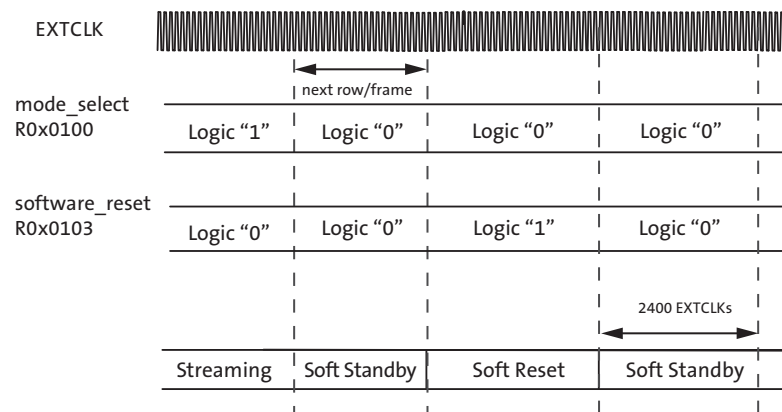 EXTCLK
next row/frame
mode_select
R0x0100
Logic “1” Logic “0” Logic “0” Logic “0”
software_reset
R0x0103
Logic “0” Logic “0” Logic “1” Logic “0”
2400 EXTCLKs
Streaming Soft Standby Soft Reset Soft Standby